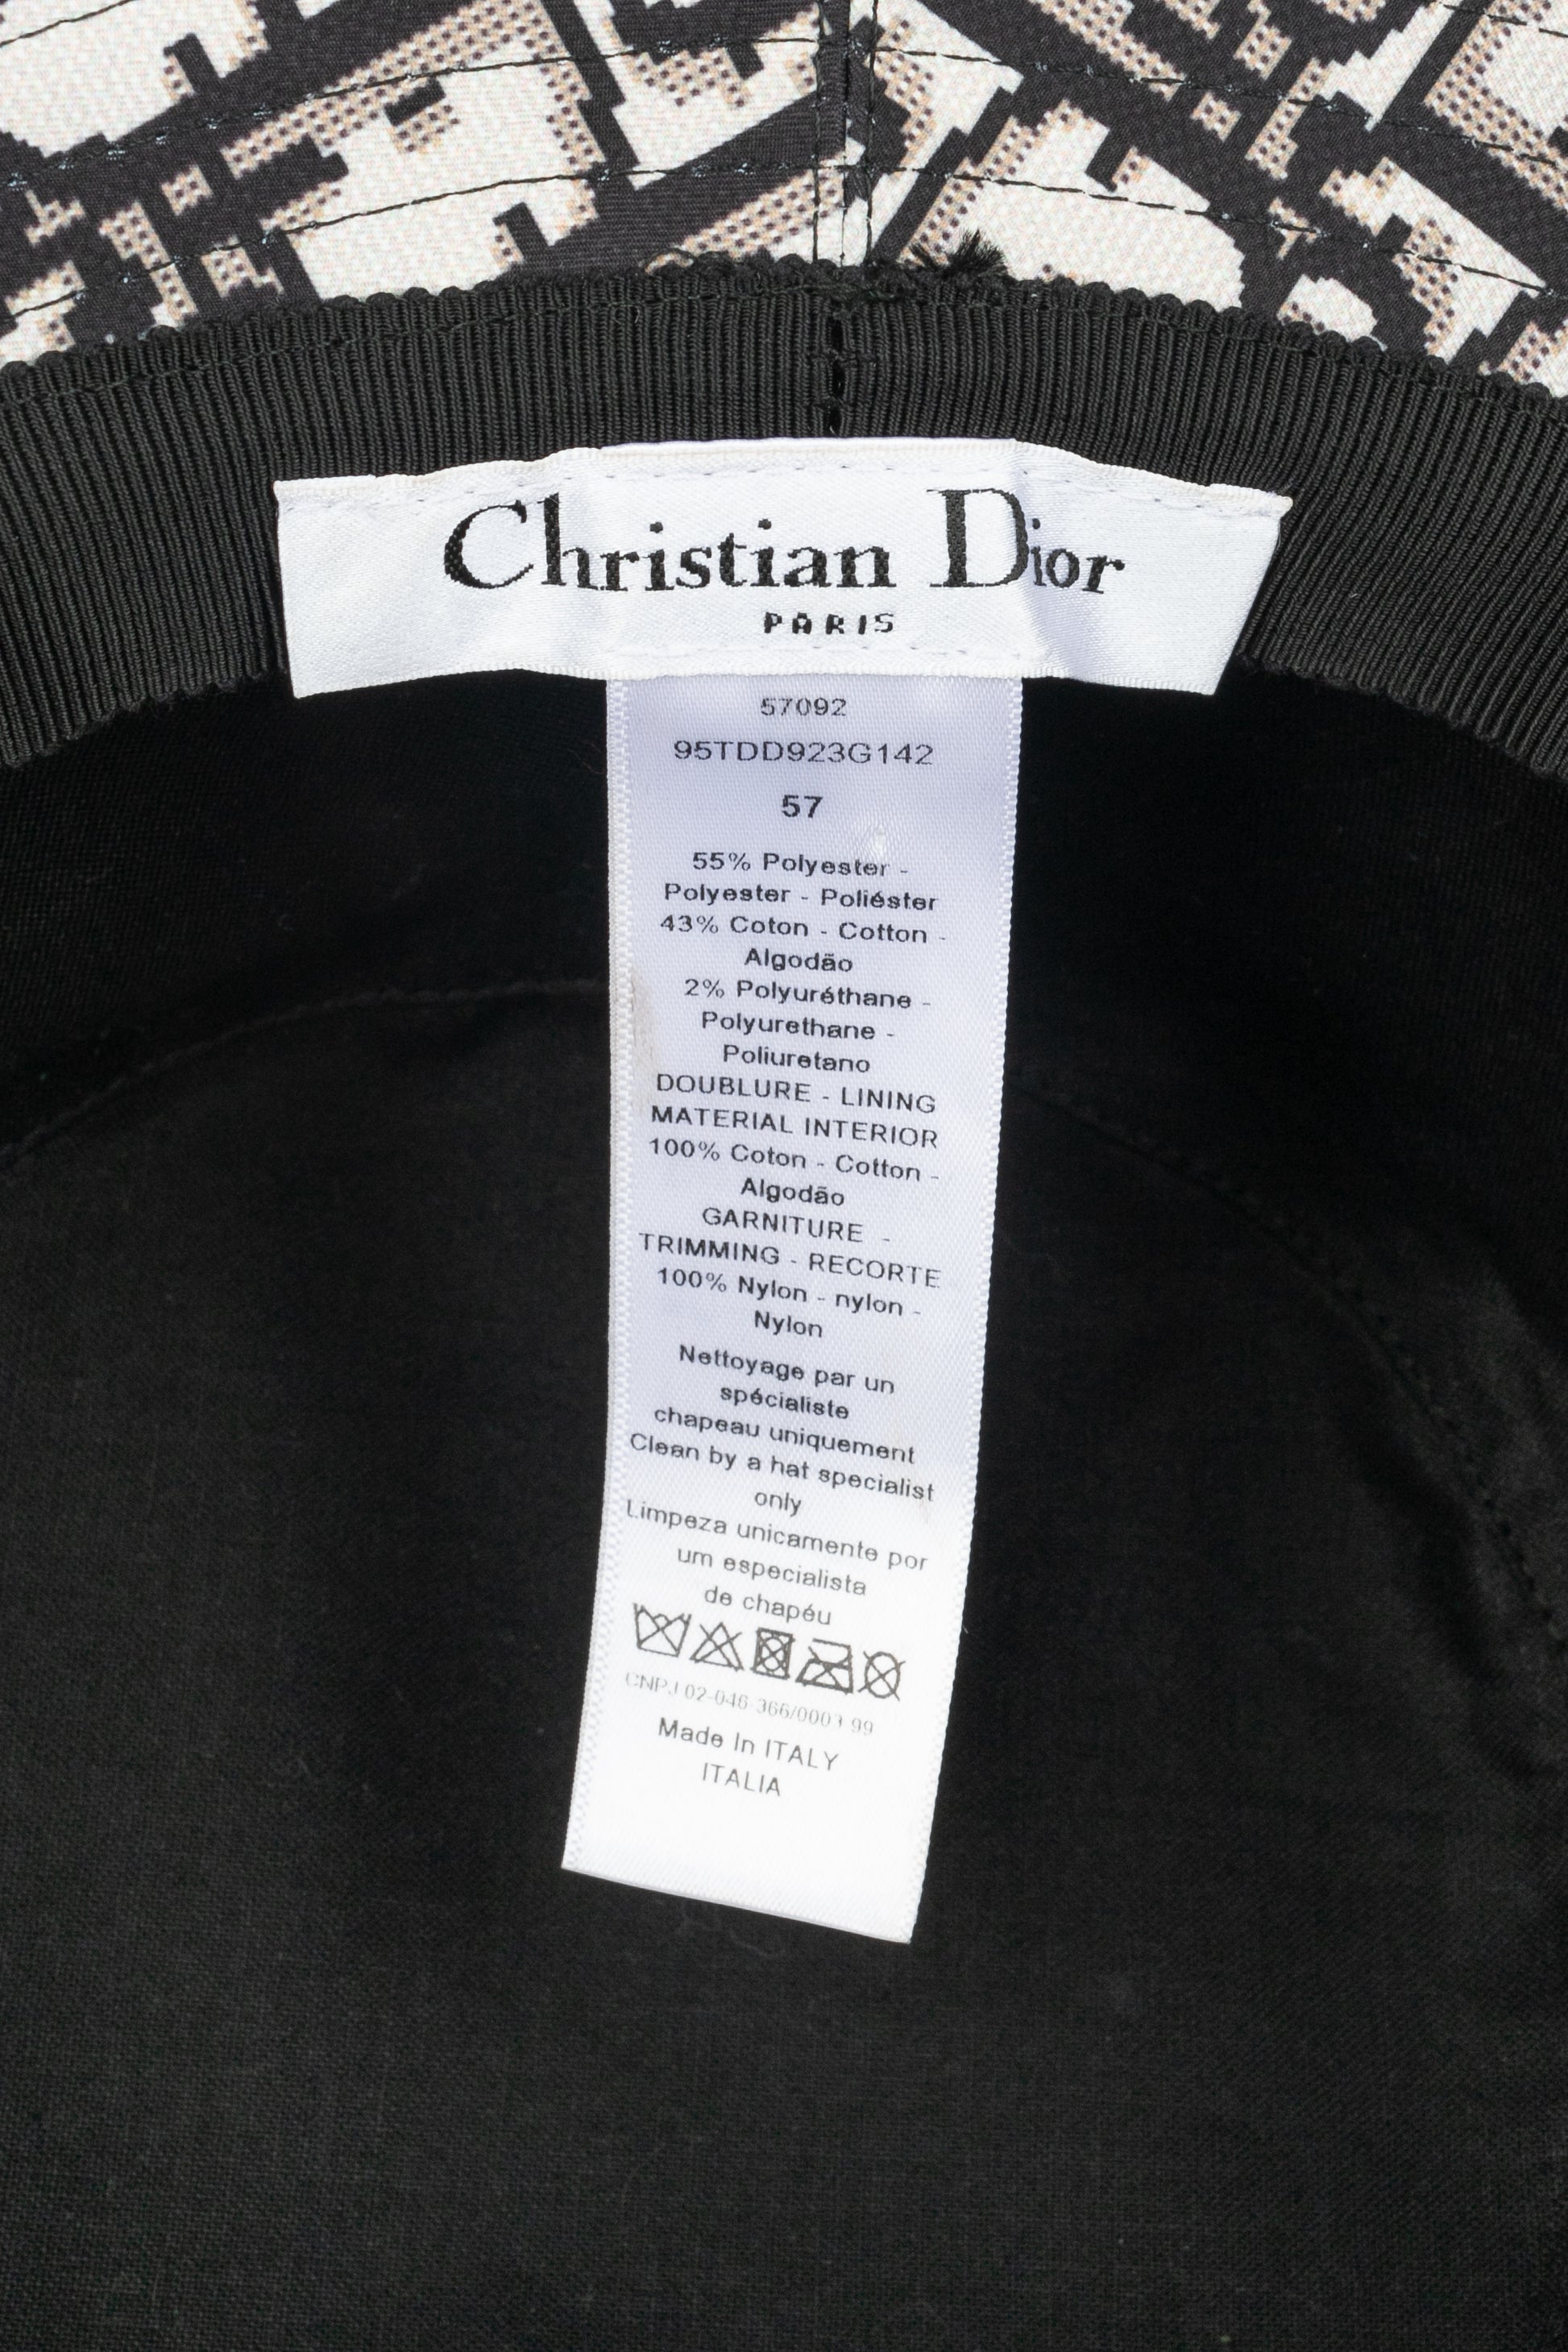 Christian Dior
PARIS
57092
95TDD923G142
57
55% Polyester -
Polyester - Poliéster
43% Coton - Cotton -
Algodão
2% Polyuréthane -
Polyurethane -
Poliuretano
DOUBLURE - LINING
MATERIAL INTERIOR
100% Coton - Cotton -
Algodão
GARNITURE -
TRIMMING - RECORTE
100% Nylon - nylon -
Nylon
Nettoyage par un
spécialiste
chapeau uniquement
Clean by a hat specialist
only
Limpeza unicamente por
um especialista
de chapéu
CNPJ 02-046-366/0003-99
Made In ITALY
ITALIA